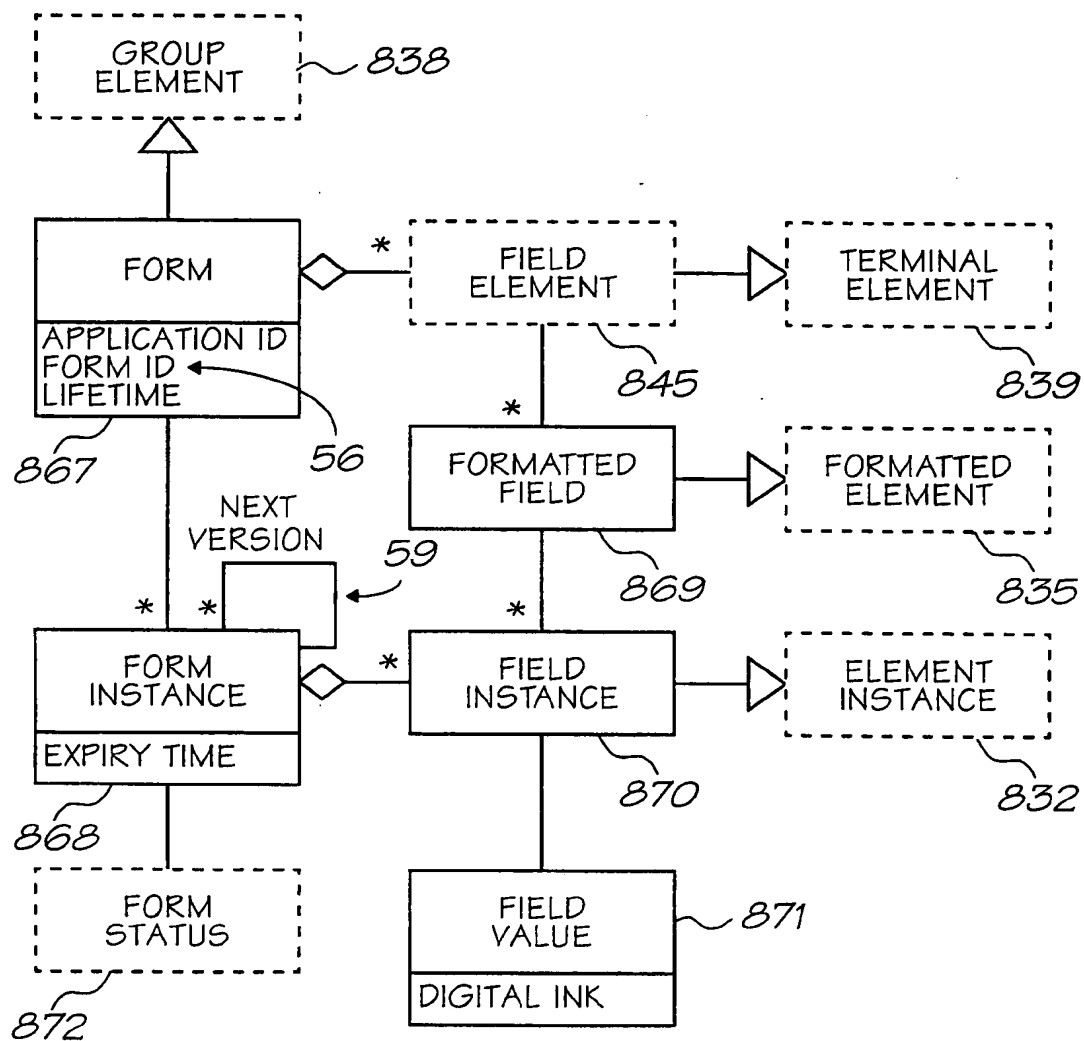 GROUP
ELEMENT
838
FORM
*
FIELD
ELEMENT
TERMINAL
ELEMENT
APPLICATION ID
FORM ID
LIFETIME
845
839
867
56
*
FORMATTED
FIELD
FORMATTED
ELEMENT
NEXT
VERSION
59
869
835
*
*
*
FORM
INSTANCE
*
FIELD
INSTANCE
ELEMENT
INSTANCE
EXPIRY TIME
868
870
832
FORM
STATUS
FIELD
VALUE
871
DIGITAL INK
872